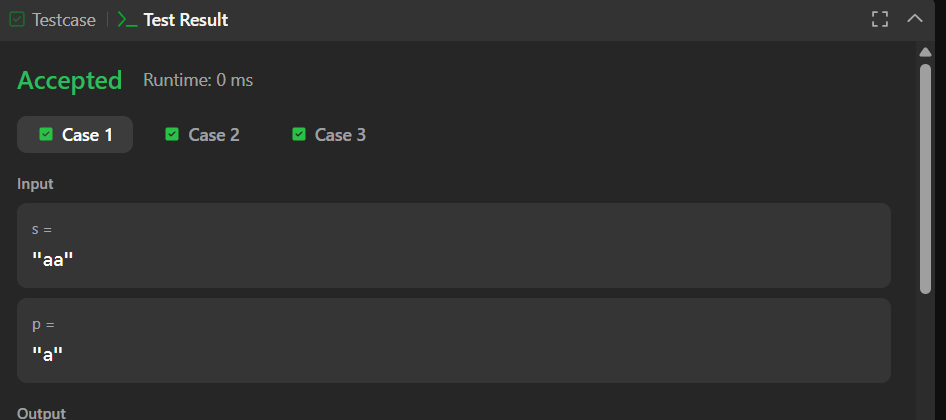 Testcase Test Result
Accepted Runtime: 0 ms
Case 1 Case 2 Case 3
Input
s =
"aa"
p =
"a"
Output